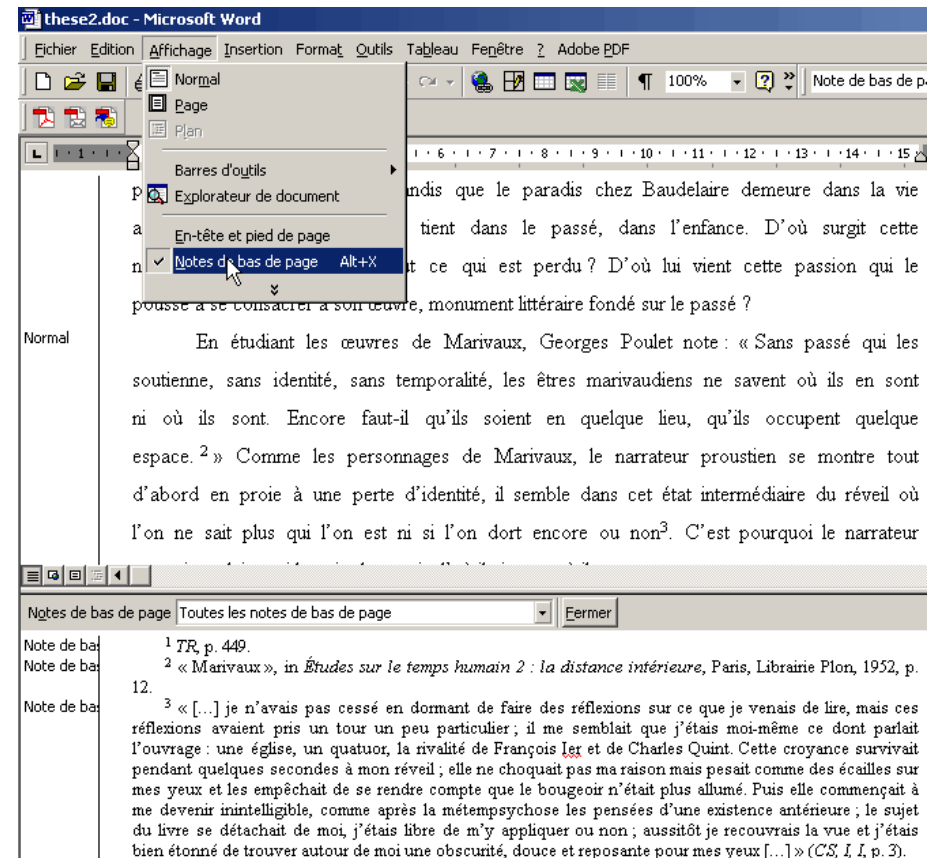 these2.doc - Microsoft Word
Fichier Edition Affichage Insertion Format Outils Tableau Fenêtre ? Adobe PDF
100% Note de bas de p
Normal
Page
Plan
Barres d'outils
Explorateur de document
En-tête et pied de page
Notes de bas de page Alt+X
1 6 7 8 9 10 11 12 13 14 15
que le paradis chez Baudelaire demeure dans la vie
tient dans le passé, dans l'enfance. D'où surgit cette
ce qui est perdu ? D'où lui vient cette passion qui le
pousse à se consacrer à son œuvre, monument littéraire fondé sur le passé ?
Normal
En étudiant les œuvres de Marivaux, Georges Poulet note : « Sans passé qui les
soutienne, sans identité, sans temporalité, les êtres marivaudiens ne savent où ils en sont
ni où ils sont. Encore faut-il qu'ils soient en quelque lieu, qu'ils occupent quelque
espace. 2 » Comme les personnages de Marivaux, le narrateur proustien se montre tout
d'abord en proie à une perte d'identité, il semble dans cet état intermédiaire du réveil où
l'on ne sait plus qui l'on est ni si l'on dort encore ou non3. C'est pourquoi le narrateur
Notes de bas de page Toutes les notes de bas de page Fermer
Note de bas 1 TR, p. 449.
Note de bas 2 « Marivaux », in Études sur le temps humain 2 : la distance intérieure, Paris, Librairie Plon, 1952, p.
12.
Note de bas 3 « [...] je n'avais pas cessé en dormant de faire des réflexions sur ce que je venais de lire, mais ces
réflexions avaient pris un tour un peu particulier ; il me semblait que j'étais moi-même ce dont parlait
l'ouvrage : une église, un quatuor, la rivalité de François Ier et de Charles Quint. Cette croyance survivait
pendant quelques secondes à mon réveil ; elle ne choquait pas ma raison mais pesait comme des écailles sur
mes yeux et les empêchait de se rendre compte que le bougeoir n'était plus allumé. Puis elle commençait à
me devenir inintelligible, comme après la métempsychose les pensées d'une existence antérieure ; le sujet
du livre se détachait de moi, j'étais libre de m'y appliquer ou non ; aussitôt je recouvrais la vue et j'étais
bien étonné de trouver autour de moi une obscurité, douce et reposante pour mes yeux [...] » (CS, I, I, p. 3).